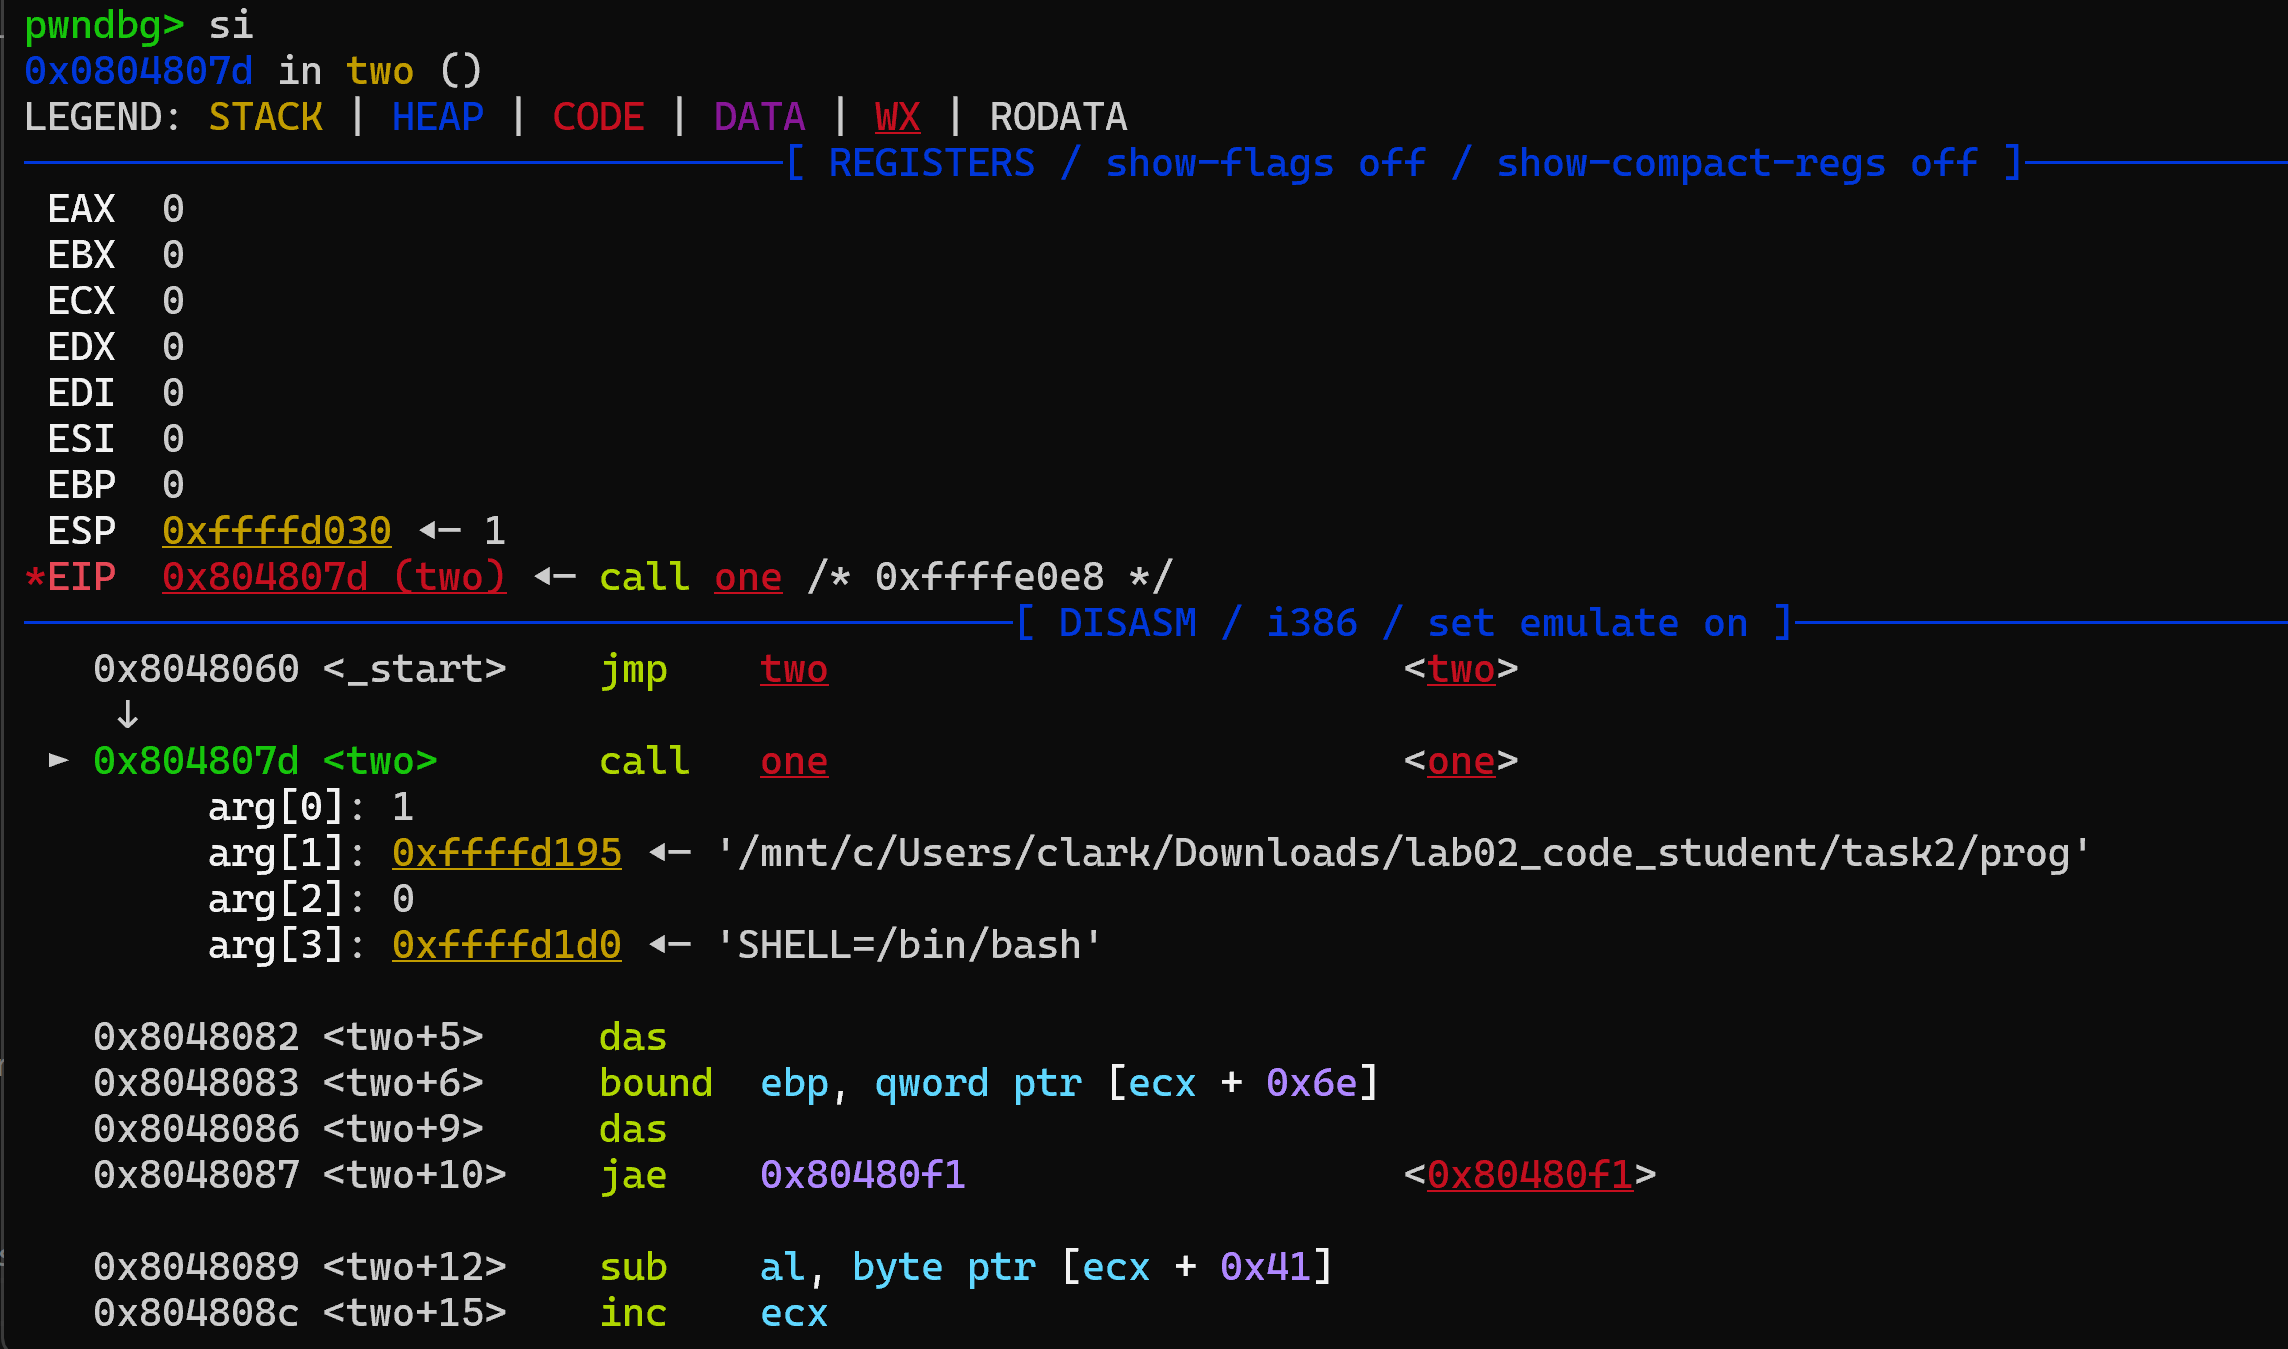 pwndbg> si
0x0804807d in two ()
LEGEND: STACK | HEAP | CODE | DATA | WX | RODATA
[ REGISTERS / show-flags off / show-compact-regs off ]
EAX  0
EBX  0
ECX  0
EDX  0
EDI  0
ESI  0
EBP  0
ESP  0xffffd030 ◂— 1
*EIP  0x804807d (two) ◂— call one /* 0xffffe0e8 */
[ DISASM / i386 / set emulate on ]
0x8048060 <_start>    jmp    two                         <two>
↓
► 0x804807d <two>       call   one                         <one>
arg[0]: 1
arg[1]: 0xffffd195 ◂— '/mnt/c/Users/clark/Downloads/lab02_code_student/task2/prog'
arg[2]: 0
arg[3]: 0xffffd1d0 ◂— 'SHELL=/bin/bash'
0x8048082 <two+5>     das
0x8048083 <two+6>     bound  ebp, qword ptr [ecx + 0x6e]
0x8048086 <two+9>     das
0x8048087 <two+10>    jae    0x80480f1                   <0x80480f1>
0x8048089 <two+12>    sub    al, byte ptr [ecx + 0x41]
0x804808c <two+15>    inc    ecx